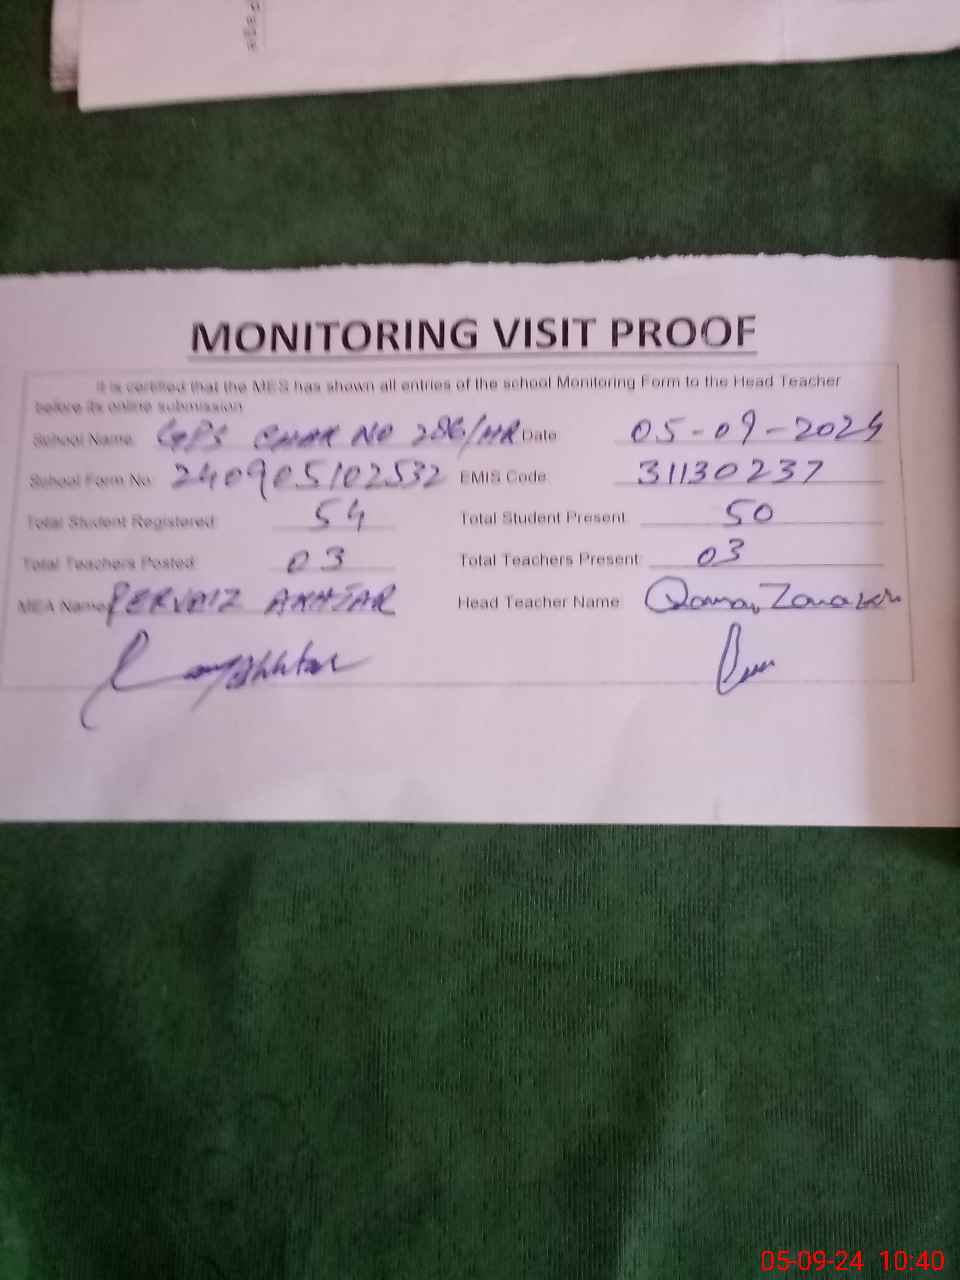 MONITORING VISIT PROOF
It is certified that the MES has shown all entries of the school Monitoring Form to the Head Teacher
before its online submission
School Name: GPS CHAK NO 286/HR Date 05-09-2024
School Form No: 240905102532 EMIS Code: 31130237
Total Student Registered: 54 Total Student Present 50
Total Teachers Posted: 03 Total Teachers Present: 03
MEA Name: PERVAIZ AKHTAR Head Teacher Name Qamar Zaman
05-09-24 10:40